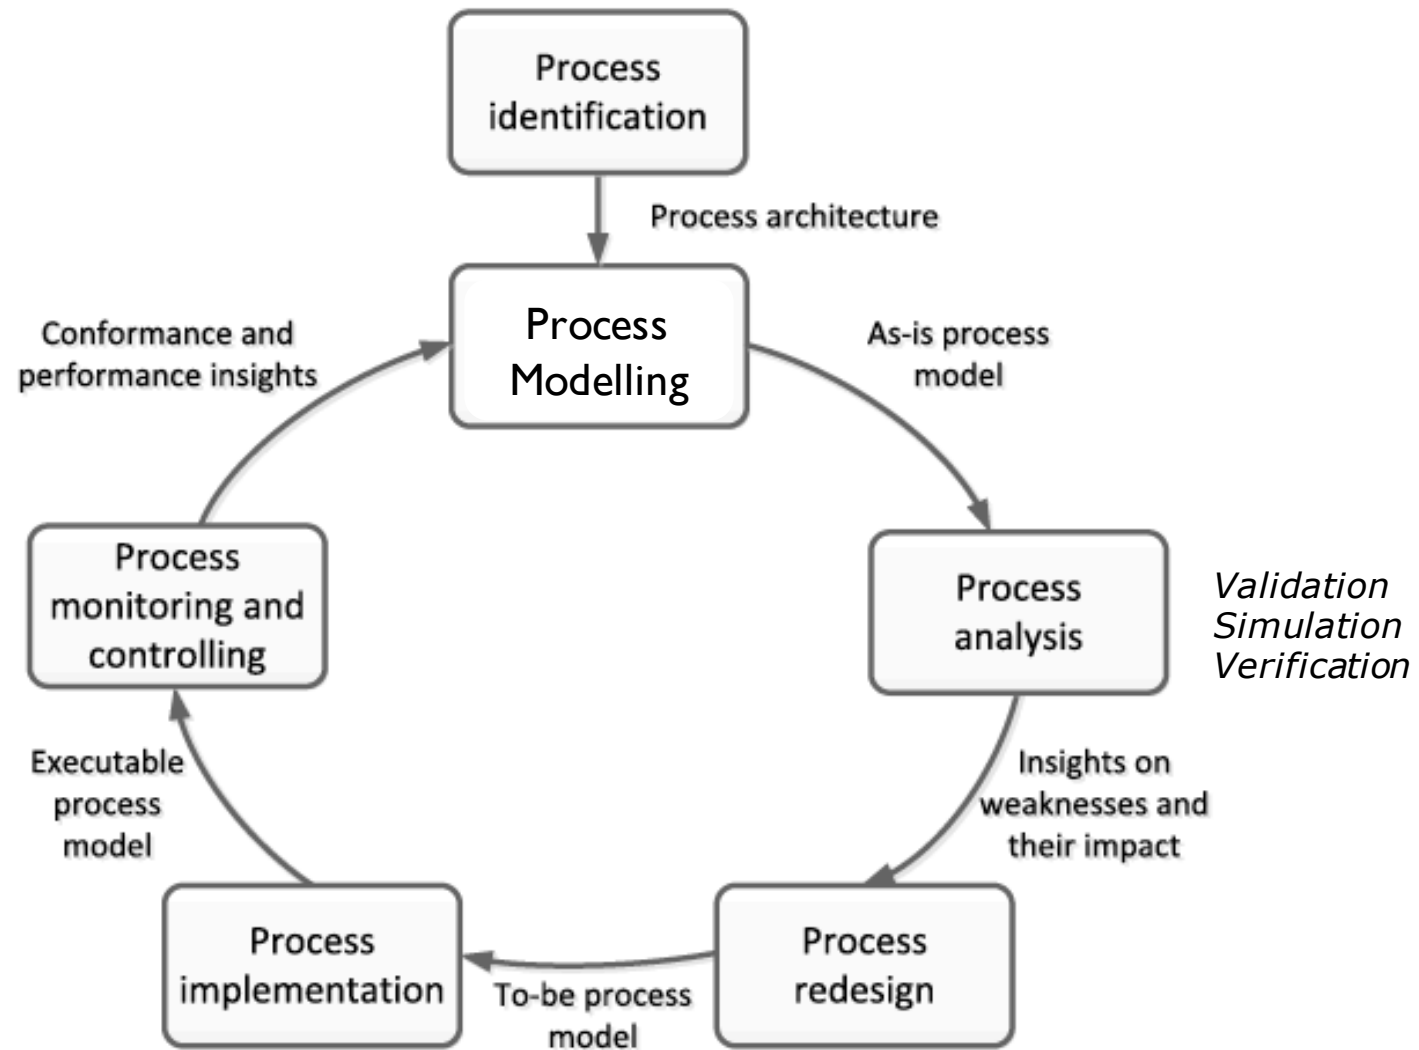 Process
identification
Process architecture
Process
Modelling
Conformance and
performance insights
As-is process
model
Process
monitoring and
controlling
Process
analysis
Validation
Simulation
Verification
Executable
process
model
Insights on
weaknesses and
their impact
Process
implementation
To-be process
model
Process
redesign